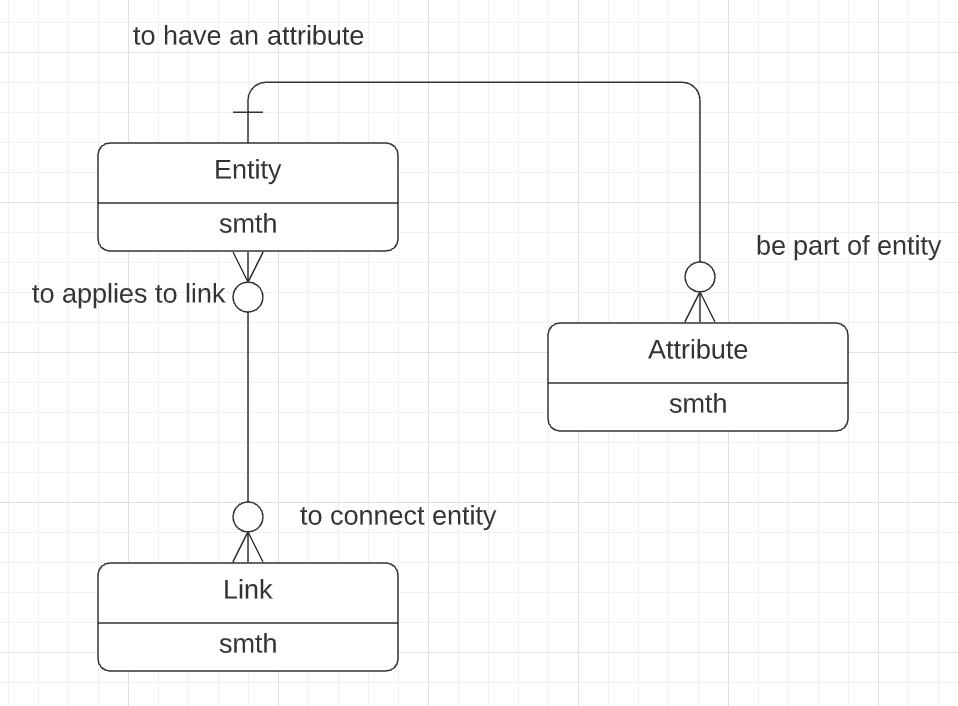 to have an attribute
Entity
smth
be part of entity
to applies to link
Attribute
smth
to connect entity
Link
smth